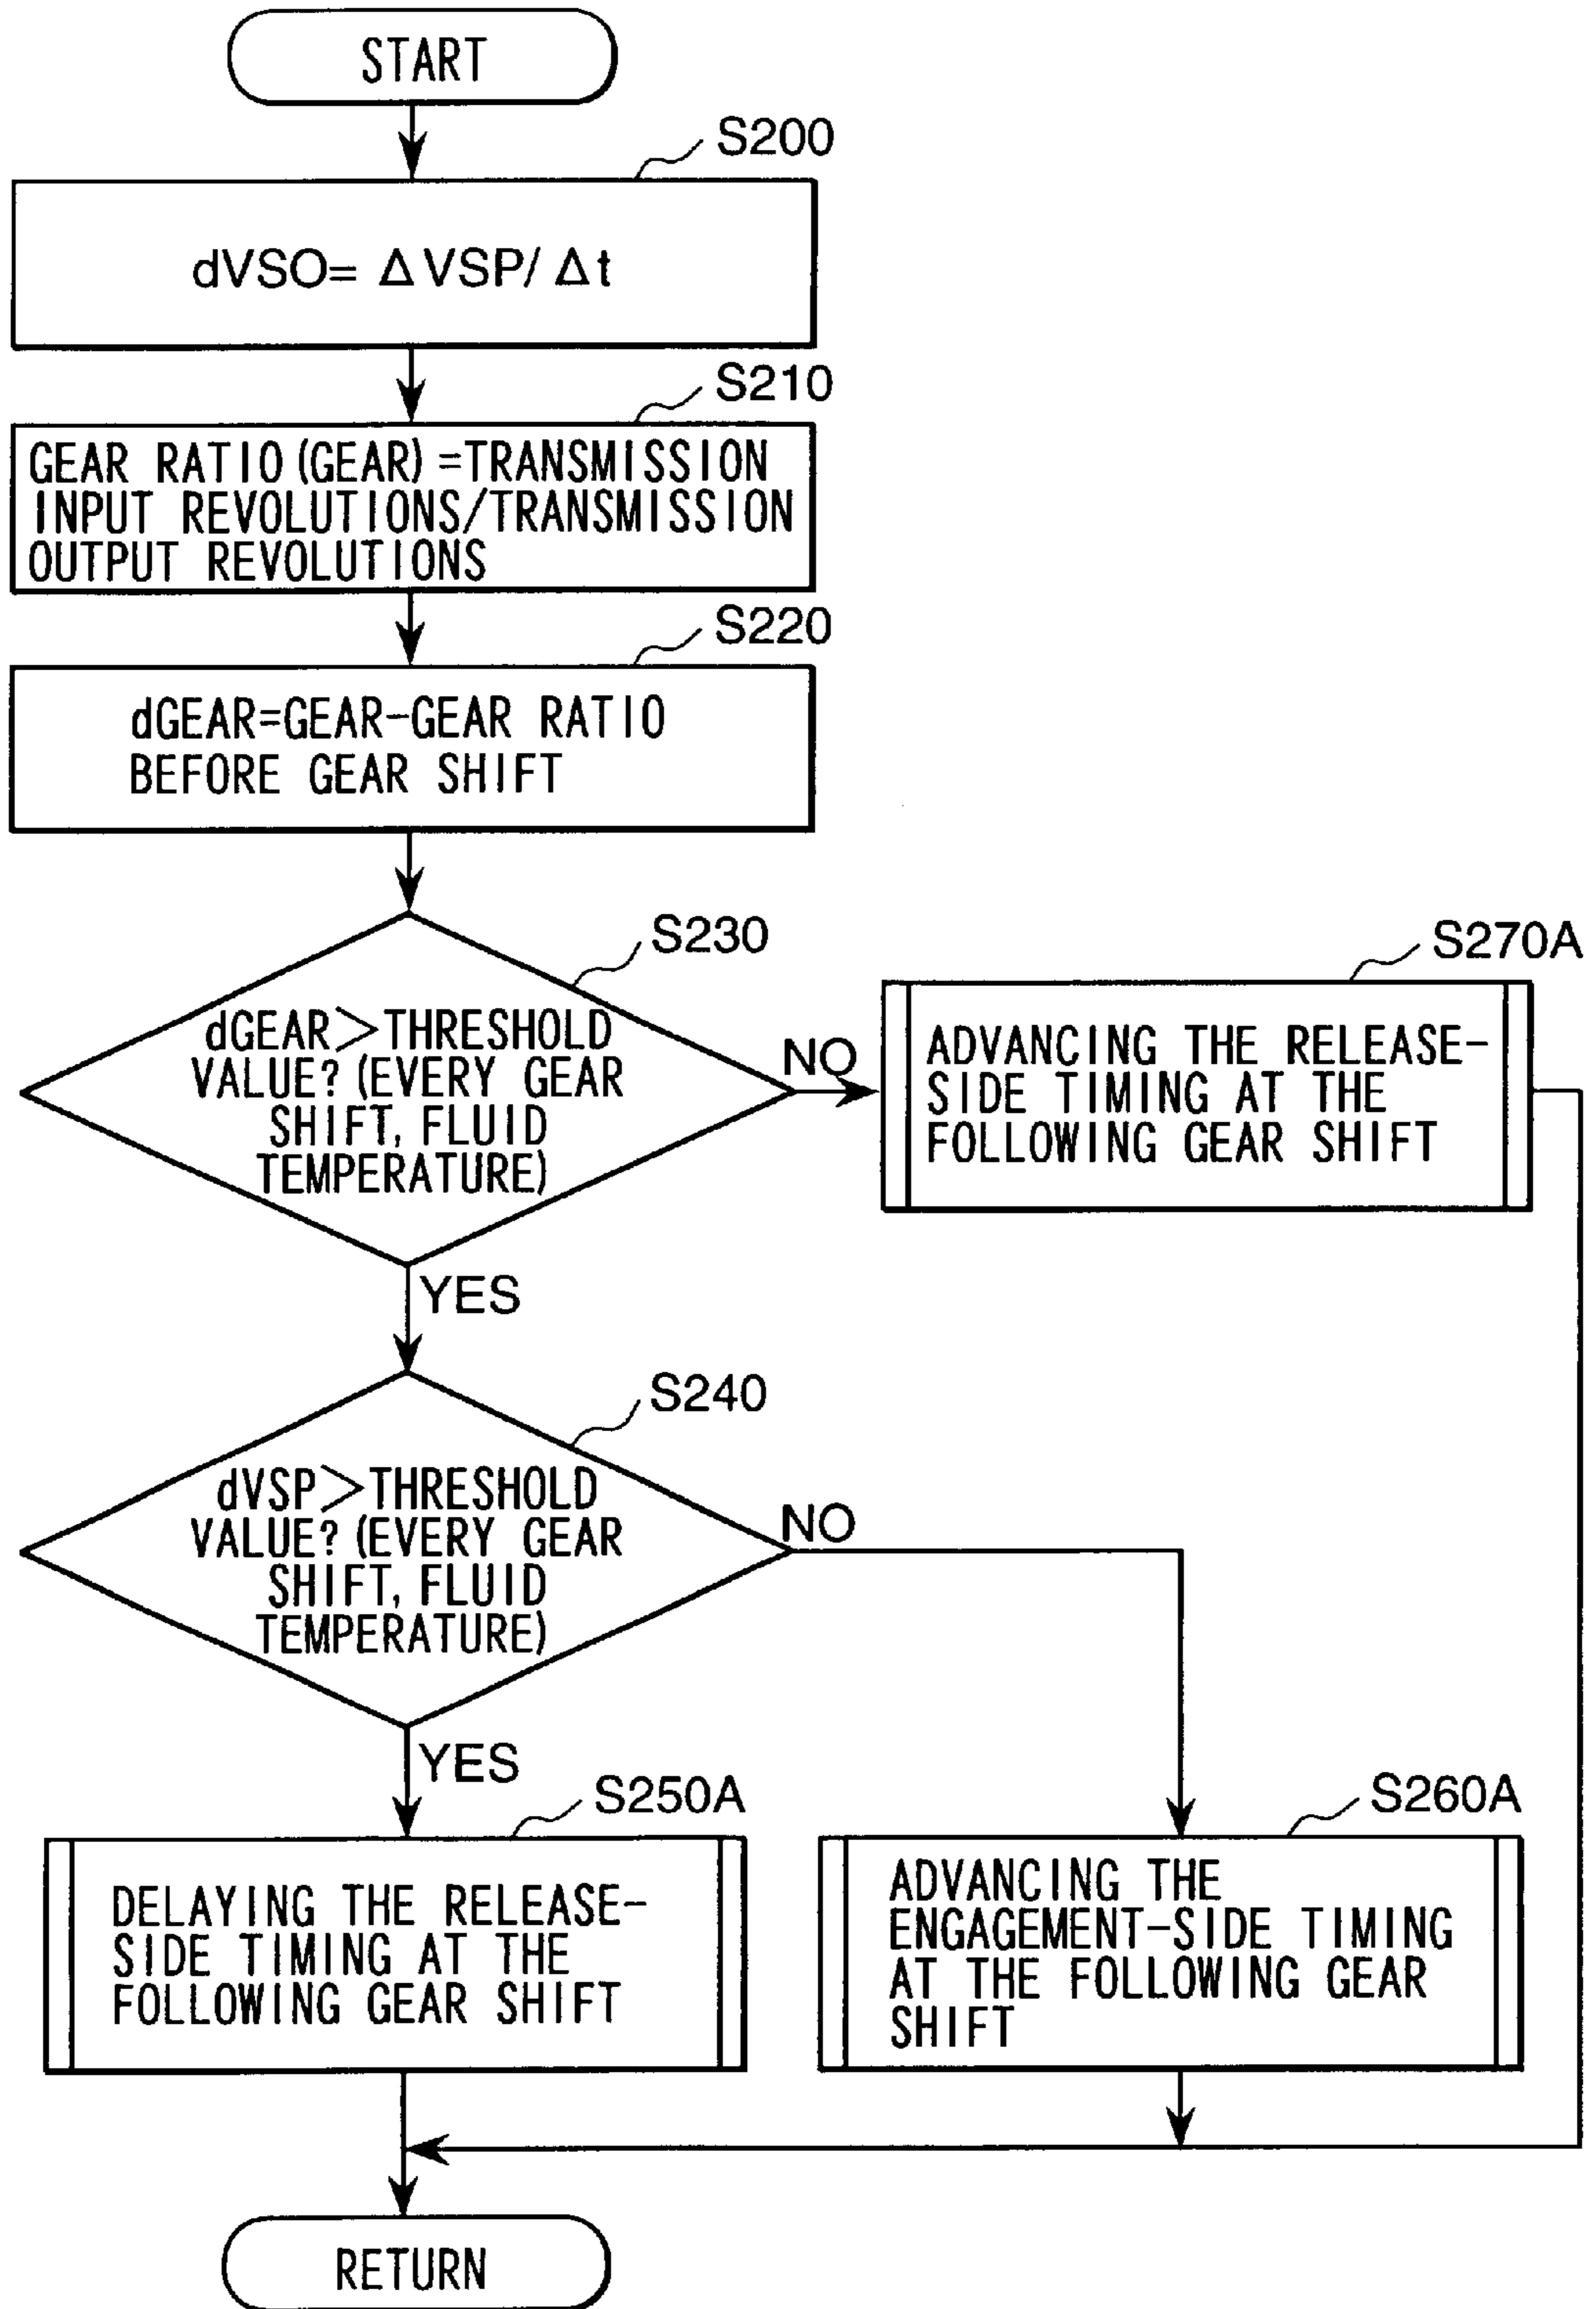 START
S200
dVSO= ΔVSP/Δt
S210
GEAR RATIO (GEAR) =TRANSMISSION
INPUT REVOLUTIONS/TRANSMISSION
OUTPUT REVOLUTIONS
S220
dGEAR=GEAR-GEAR RATIO
BEFORE GEAR SHIFT
S230
dGEAR>THRESHOLD
VALUE? (EVERY GEAR
SHIFT, FLUID
TEMPERATURE)
NO
S270A
ADVANCING THE RELEASE-
SIDE TIMING AT THE
FOLLOWING GEAR SHIFT
YES
S240
dVSP>THRESHOLD
VALUE? (EVERY GEAR
SHIFT, FLUID
TEMPERATURE)
NO
YES
S250A
DELAYING THE RELEASE-
SIDE TIMING AT THE
FOLLOWING GEAR SHIFT
S260A
ADVANCING THE
ENGAGEMENT-SIDE TIMING
AT THE FOLLOWING GEAR
SHIFT
RETURN